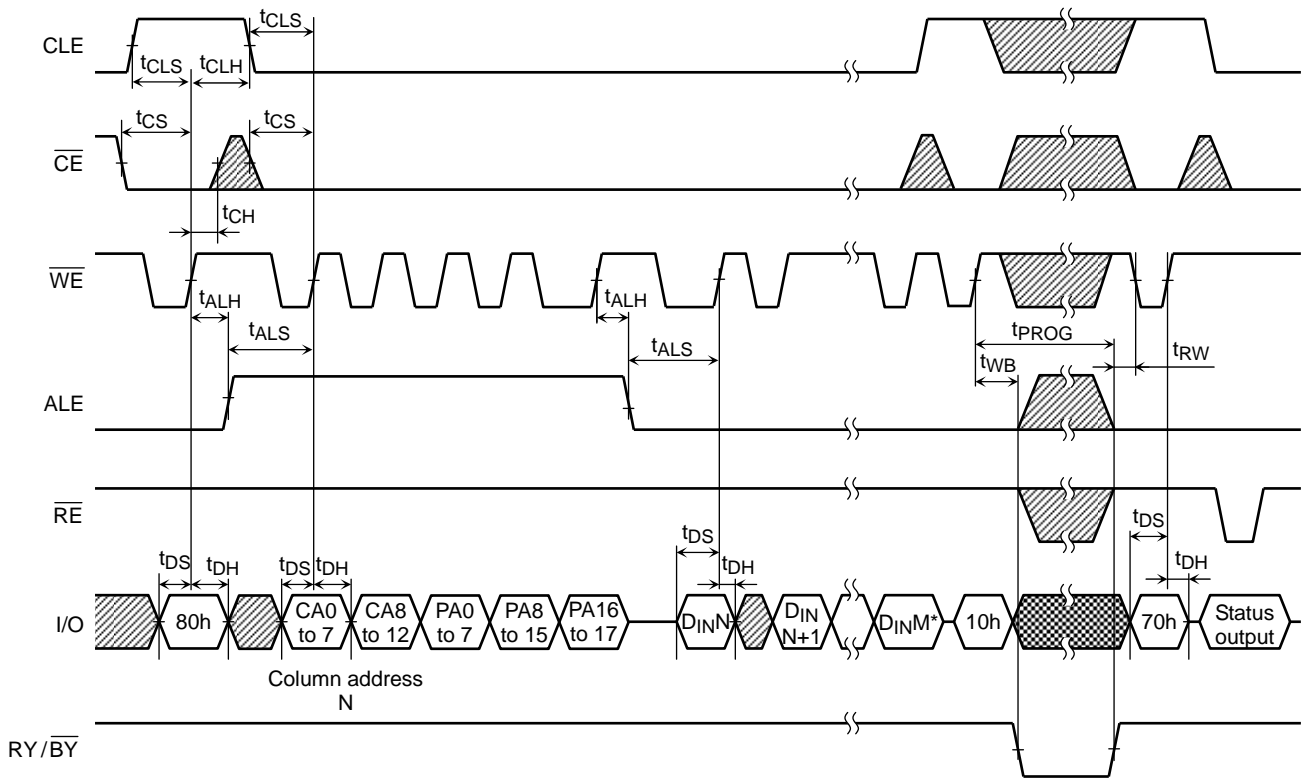 CLE
tCLS
tCLS
tCLH
CE
tCS
tCS
tCH
WE
tALH
tALS
tALH
tALS
tPROG
tWB
tRW
ALE
RE
tDS
tDH
tDS
tDH
tDS
tDH
tDS
tDH
I/O
80h
CA0 to 7
CA8 to 12
PA0 to 7
PA8 to 15
PA16 to 17
DINN
DIN N+1
DINM*
10h
70h
Status output
Column address
N
RY/BY